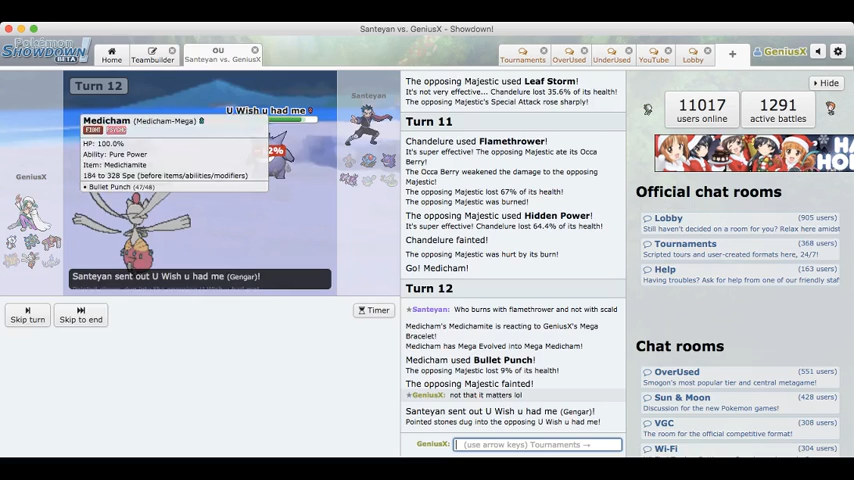 Santeyan vs. GeniusX - Showdown!
Pokémon
SHOWDOWN
BETA
Home
Teambuilder
OU
Santeyan vs. GeniusX
Tournaments
OverUsed
UnderUsed
YouTube
Lobby
+
GeniusX
Turn 12
U Wish u had me
Santeyan
Medicham (Medicham-Mega)
FIGHT PSYCHC
HP: 100.0%
Ability: Pure Power
Item: Medichamite
184 to 328 Spe (before items/abilities/modifiers)
• Bullet Punch (47/48)
GeniusX
Santeyan sent out U Wish u had me (Gengar)!
Skip turn
Skip to end
Timer
The opposing Majestic used Leaf Storm!
It's not very effective... Chandelure lost 35.6% of its health!
The opposing Majestic's Special Attack rose sharply!
Turn 11
Chandelure used Flamethrower!
It's super effective! The opposing Majestic ate its Occa
Berry!
The Occa Berry weakened the damage to the opposing
Majestic!
The opposing Majestic lost 67% of its health!
The opposing Majestic was burned!
The opposing Majestic used Hidden Power!
It's super effective! Chandelure lost 64.4% of its health!
Chandelure fainted!
The opposing Majestic was hurt by its burn!
Go! Medicham!
Turn 12
★Santeyan: Who burns with flamethrower and not with scald
Medicham's Medichamite is reacting to GeniusX's Mega
Bracelet!
Medicham has Mega Evolved into Mega Medicham!
Medicham used Bullet Punch!
The opposing Majestic lost 9% of its health!
The opposing Majestic fainted!
★GeniusX: not that it matters lol
Santeyan sent out U Wish u had me (Gengar)!
Pointed stones dug into the opposing U Wish u had me!
GeniusX: (use arrow keys) Tournaments →
Hide
11017
users online
1291
active battles
Official chat rooms
Lobby (905 users)
Still haven't decided on a room for you? Relax here amidst
Tournaments (368 users)
Scripted tours and user-created formats here, 24/7!
Help (163 users)
Having troubles? Ask for help from one of our friendly staf
Chat rooms
OverUsed (551 users)
Smogon's most popular tier and central metagame!
Sun & Moon (428 users)
Discussion for the new Pokemon games!
VGC (308 users)
The room for the official competitive format!
Wi-Fi (304 users)